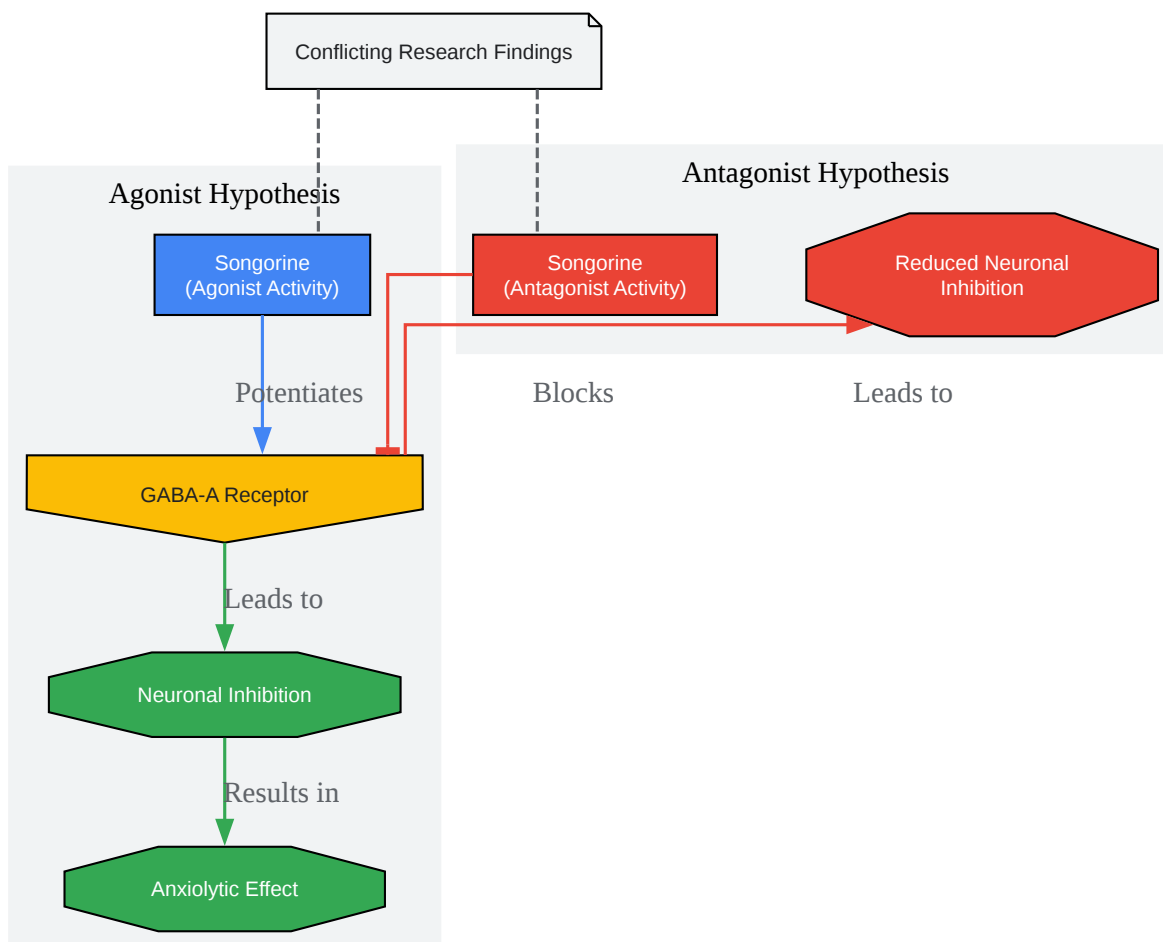 Conflicting Research Findings
Agonist Hypothesis
Antagonist Hypothesis
Songorine
(Agonist Activity)
Songorine
(Antagonist Activity)
Reduced Neuronal
Inhibition
Potentiates
Blocks
Leads to
GABA-A Receptor
Leads to
Neuronal Inhibition
Results in
Anxiolytic Effect